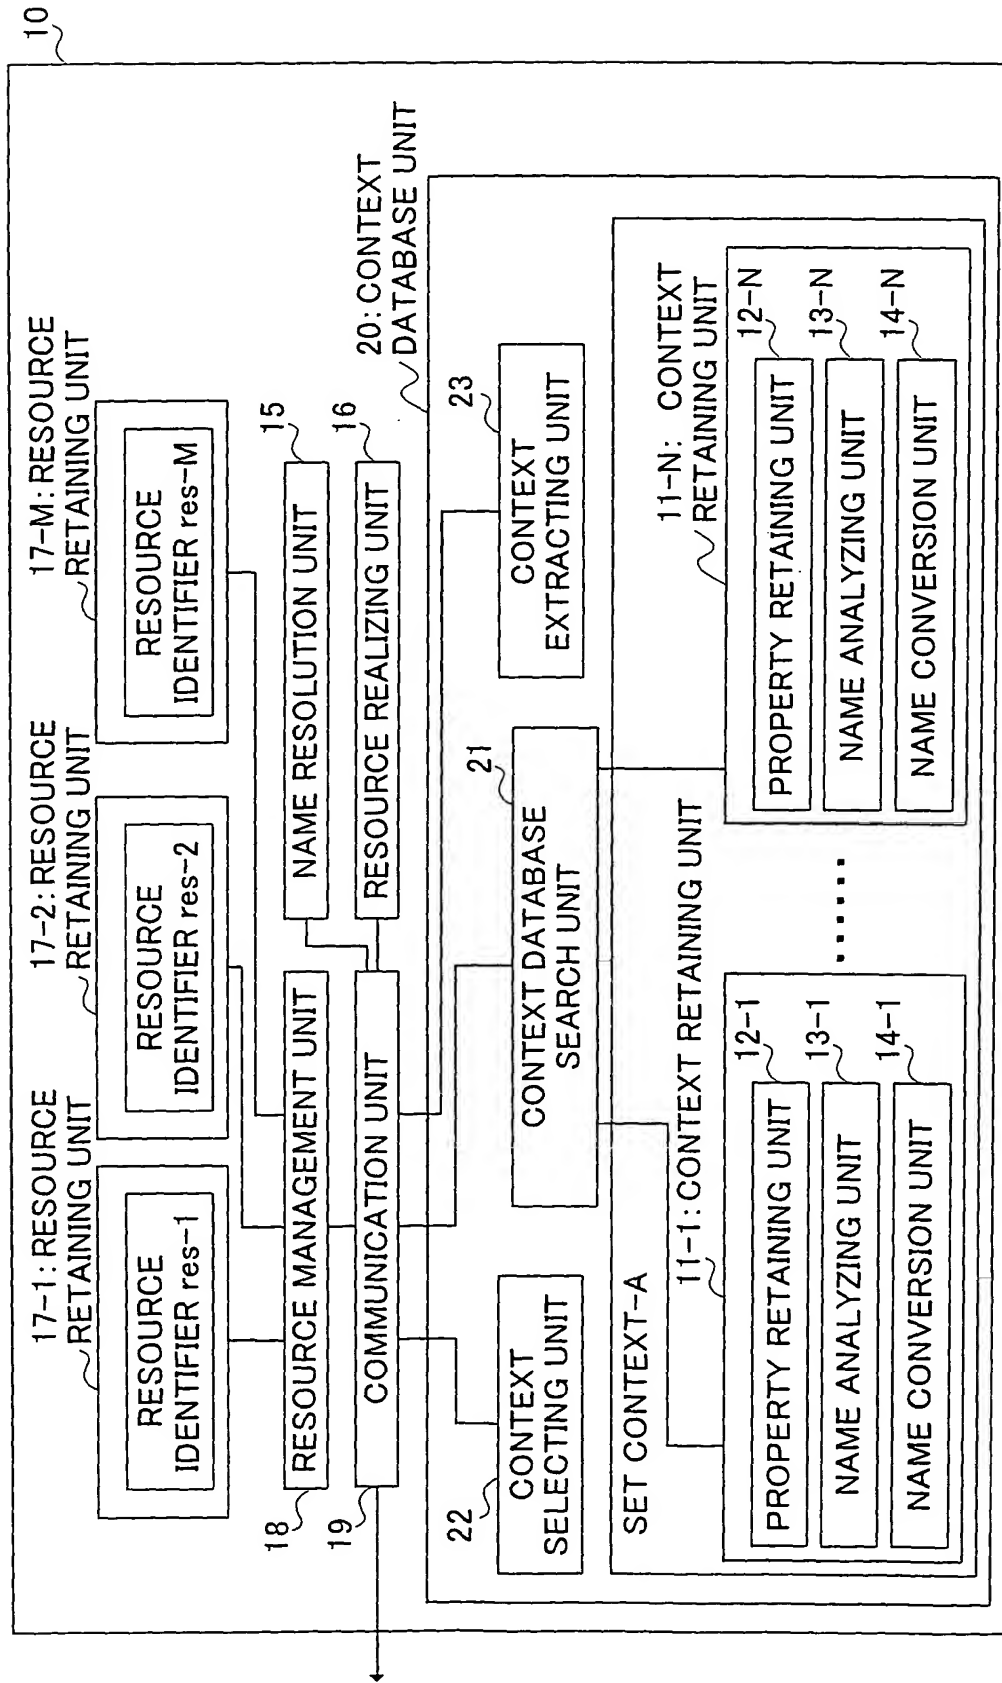 10
17-1: RESOURCE
RETAINING UNIT
RESOURCE
IDENTIFIER res-1
17-2: RESOURCE
RETAINING UNIT
RESOURCE
IDENTIFIER res-2
17-M: RESOURCE
RETAINING UNIT
RESOURCE
IDENTIFIER res-M
18
RESOURCE MANAGEMENT UNIT
NAME RESOLUTION UNIT
15
19
COMMUNICATION UNIT
RESOURCE REALIZING UNIT
16
20: CONTEXT
DATABASE UNIT
22
CONTEXT
SELECTING UNIT
CONTEXT DATABASE
SEARCH UNIT
21
CONTEXT
EXTRACTING UNIT
23
SET CONTEXT-A
11-1: CONTEXT RETAINING UNIT
PROPERTY RETAINING UNIT
12-1
NAME ANALYZING UNIT
13-1
NAME CONVERSION UNIT
14-1
......
11-N: CONTEXT
RETAINING UNIT
PROPERTY RETAINING UNIT
12-N
NAME ANALYZING UNIT
13-N
NAME CONVERSION UNIT
14-N